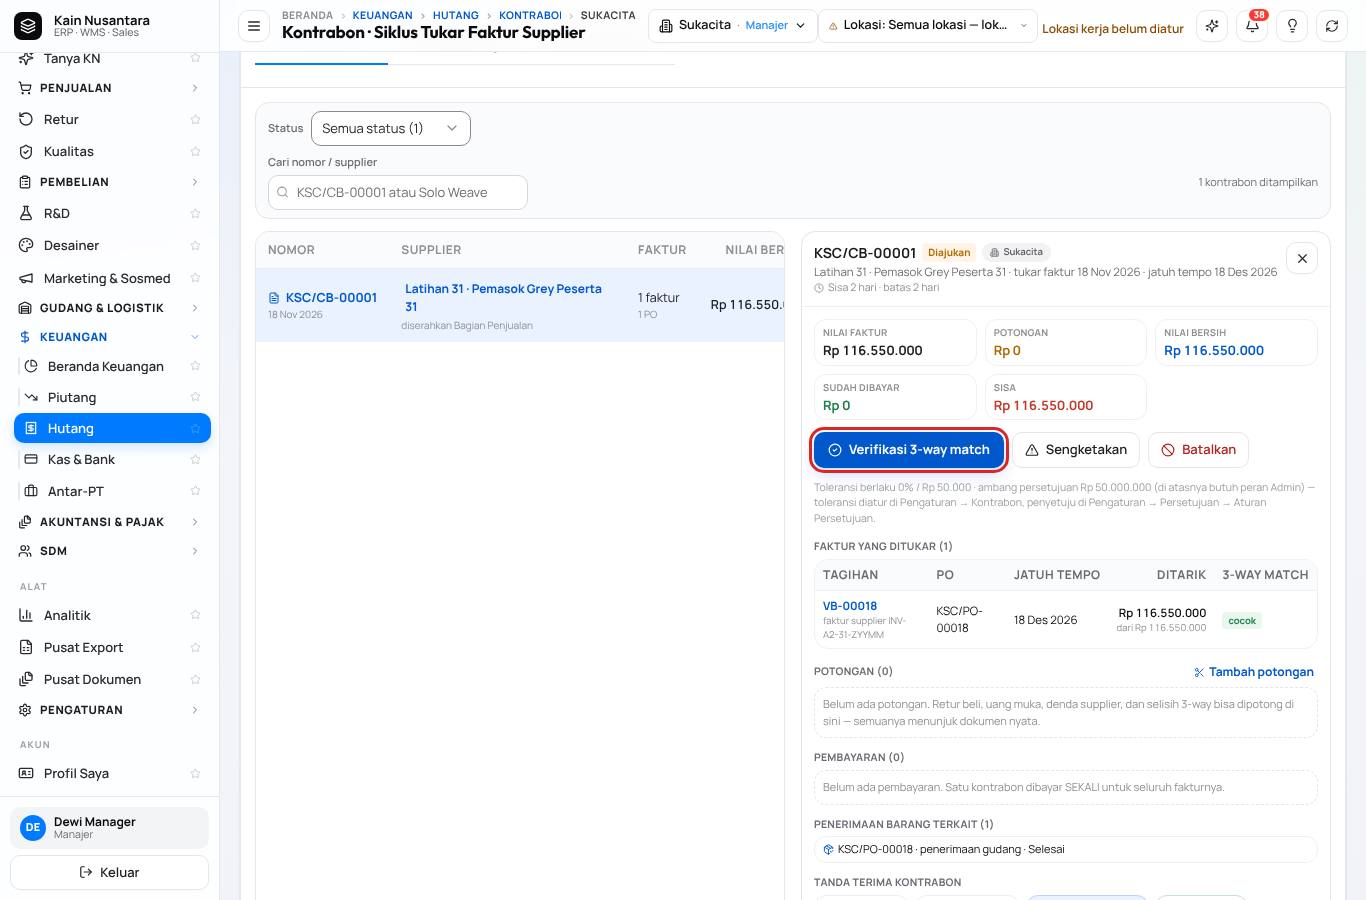 Kain Nusantara
ERP · WMS · Sales
Tanya KN
PENJUALAN
Retur
Kualitas
PEMBELIAN
R&D
Desainer
Marketing & Sosmed
GUDANG & LOGISTIK
KEUANGAN
Beranda Keuangan
Piutang
Hutang
Kas & Bank
Antar-PT
AKUNTANSI & PAJAK
SDM
ALAT
Analitik
Pusat Export
Pusat Dokumen
PENGATURAN
AKUN
Profil Saya
DE
Dewi Manager
Manajer
Keluar
BERANDA > KEUANGAN > HUTANG > KONTRABON > SUKACITA
Kontrabon · Siklus Tukar Faktur Supplier
Sukacita · Manajer
Lokasi: Semua lokasi — lok...
Lokasi kerja belum diatur
38
Status
Semua status (1)
Cari nomor / supplier
KSC/CB-00001 atau Solo Weave
1 kontrabon ditampilkan
NOMOR SUPPLIER FAKTUR NILAI BER
KSC/CB-00001
18 Nov 2026
Latihan 31 · Pemasok Grey Peserta
31
diserahkan Bagian Penjualan
1 faktur
1 PO
Rp 116.550.0
KSC/CB-00001 Diajukan Sukacita
Latihan 31 · Pemasok Grey Peserta 31 · tukar faktur 18 Nov 2026 · jatuh tempo 18 Des 2026
Sisa 2 hari · batas 2 hari
NILAI FAKTUR
Rp 116.550.000
POTONGAN
Rp 0
NILAI BERSIH
Rp 116.550.000
SUDAH DIBAYAR
Rp 0
SISA
Rp 116.550.000
Verifikasi 3-way match
Sengketakan
Batalkan
Toleransi berlaku 0% / Rp 50.000 · ambang persetujuan Rp 50.000.000 (di atasnya butuh peran Admin) —
toleransi diatur di Pengaturan → Kontrabon, penyetuju di Pengaturan → Persetujuan → Aturan
Persetujuan.
FAKTUR YANG DITUKAR (1)
TAGIHAN PO JATUH TEMPO DITARIK 3-WAY MATCH
VB-00018
faktur supplier INV-
A2-31-ZYYMM
KSC/PO-
00018
18 Des 2026
Rp 116.550.000
dari Rp 116.550.000
cocok
POTONGAN (0)
Tambah potongan
Belum ada potongan. Retur beli, uang muka, denda supplier, dan selisih 3-way bisa dipotong di
sini — semuanya menunjuk dokumen nyata.
PEMBAYARAN (0)
Belum ada pembayaran. Satu kontrabon dibayar SEKALI untuk seluruh fakturnya.
PENERIMAAN BARANG TERKAIT (1)
KSC/PO-00018 · penerimaan gudang · Selesai
TANDA TERIMA KONTRABON